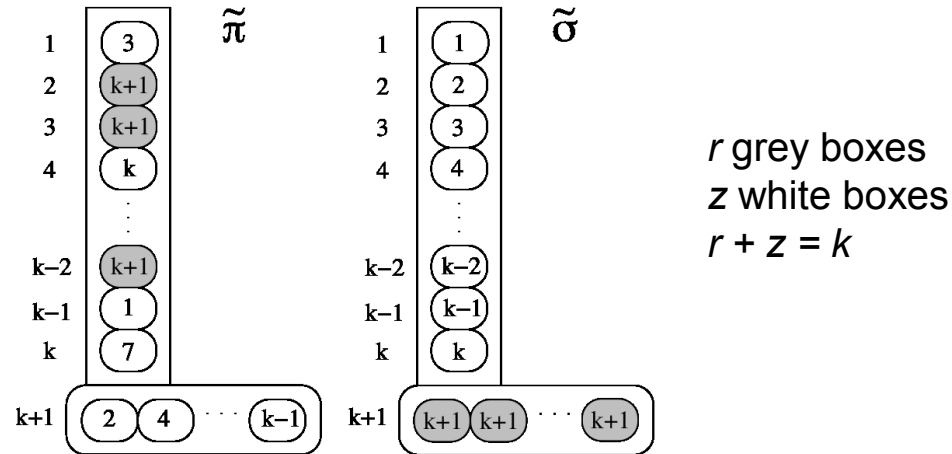 π̃ σ̃
1 3 1 1
2 k+1 2 2
3 k+1 3 3
4 k 4 4
⋮ ⋮
k−2 k+1 k−2 k−2
k−1 1 k−1 k−1
k 7 k k
k+1 2 4 · · · k−1 k+1 k+1 k+1 · · · k+1
r grey boxes
z white boxes
r + z = k